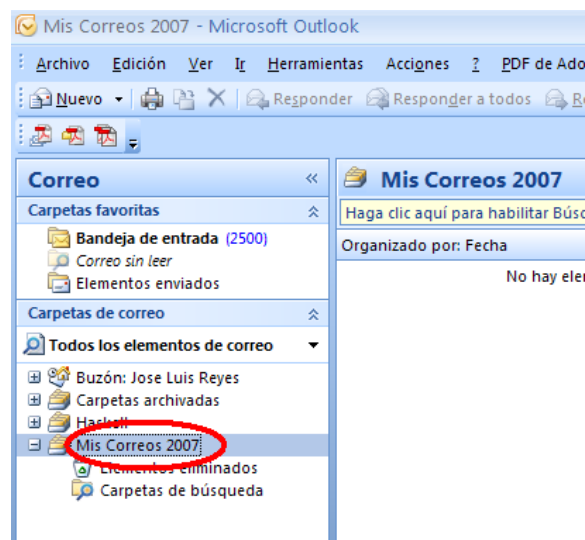 Mis Correos 2007 - Microsoft Outlook
Archivo Edición Ver Ir Herramientas Acciones ? PDF de Ado
Nuevo Responder Responder a todos Re
Correo
Carpetas favoritas
Bandeja de entrada (2500)
Correo sin leer
Elementos enviados
Carpetas de correo
Todos los elementos de correo
Buzón: Jose Luis Reyes
Carpetas archivadas
Haskell
Mis Correos 2007
Elementos eliminados
Carpetas de búsqueda
Mis Correos 2007
Haga clic aquí para habilitar Búsc
Organizado por: Fecha
No hay ele